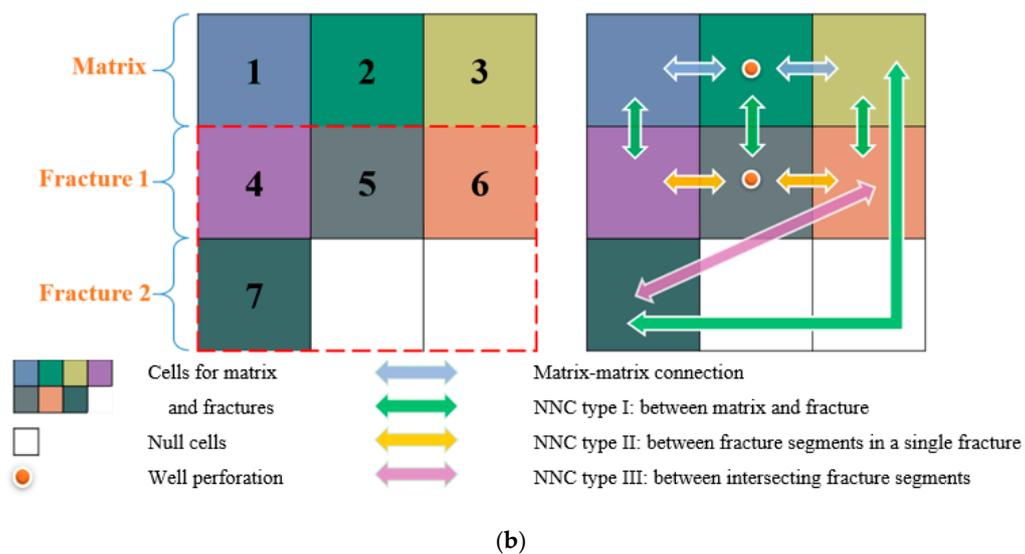 Matrix
1 2 3
Fracture 1
4 5 6
Fracture 2
7
Cells for matrix
and fractures
Null cells
Well perforation
Matrix-matrix connection
NNC type I: between matrix and fracture
NNC type II: between fracture segments in a single fracture
NNC type III: between intersecting fracture segments
(b)